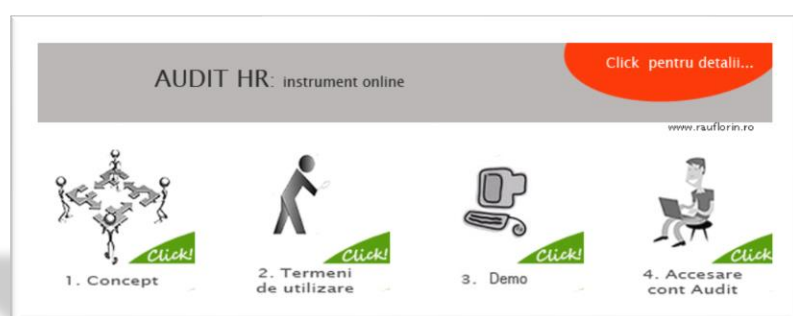 AUDIT HR: instrument online
Click pentru detalii...
www.rauflorin.ro
Click!
1. Concept
Click!
2. Termeni
de utilizare
Click!
3. Demo
Click
4. Accesare
cont Audit